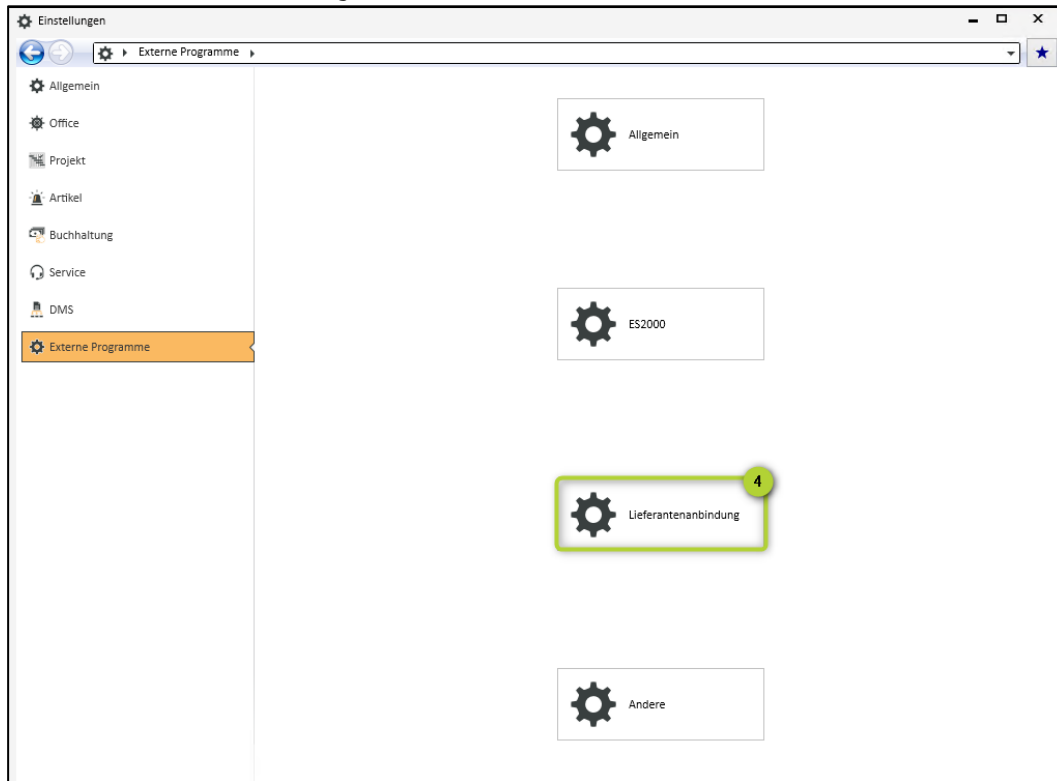 Einstellungen
Externe Programme
Allgemein
Office
Projekt
Artikel
Buchhaltung
Service
DMS
Externe Programme
Allgemein
ES2000
4
Lieferantenanbindung
Andere